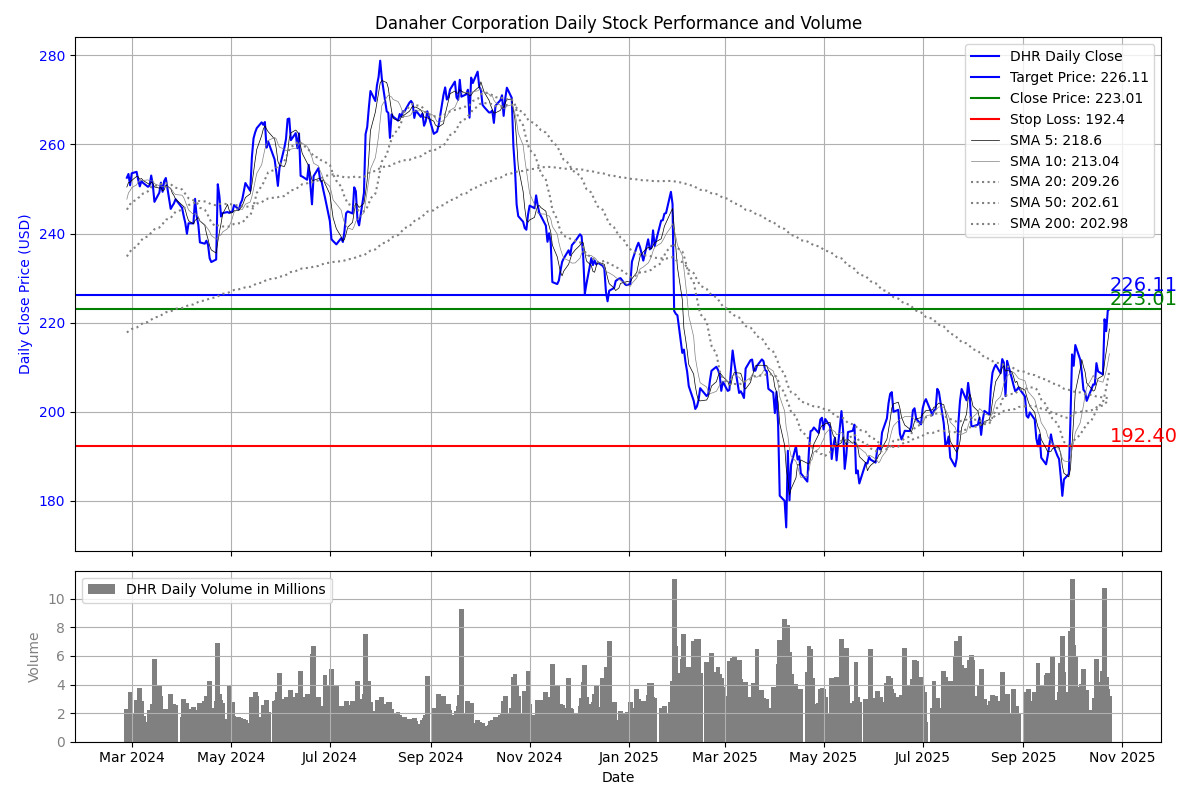 Danaher Corporation Daily Stock Performance and Volume
Daily Close Price (USD)
280
260
240
220
200
180
DHR Daily Close
Target Price: 226.11
Close Price: 223.01
Stop Loss: 192.4
SMA 5: 218.6
SMA 10: 213.04
SMA 20: 209.26
SMA 50: 202.61
SMA 200: 202.98
226.11
223.01
192.40
Volume
10
8
6
4
2
0
DHR Daily Volume in Millions
Mar 2024 May 2024 Jul 2024 Sep 2024 Nov 2024 Jan 2025 Mar 2025 May 2025 Jul 2025 Sep 2025 Nov 2025
Date